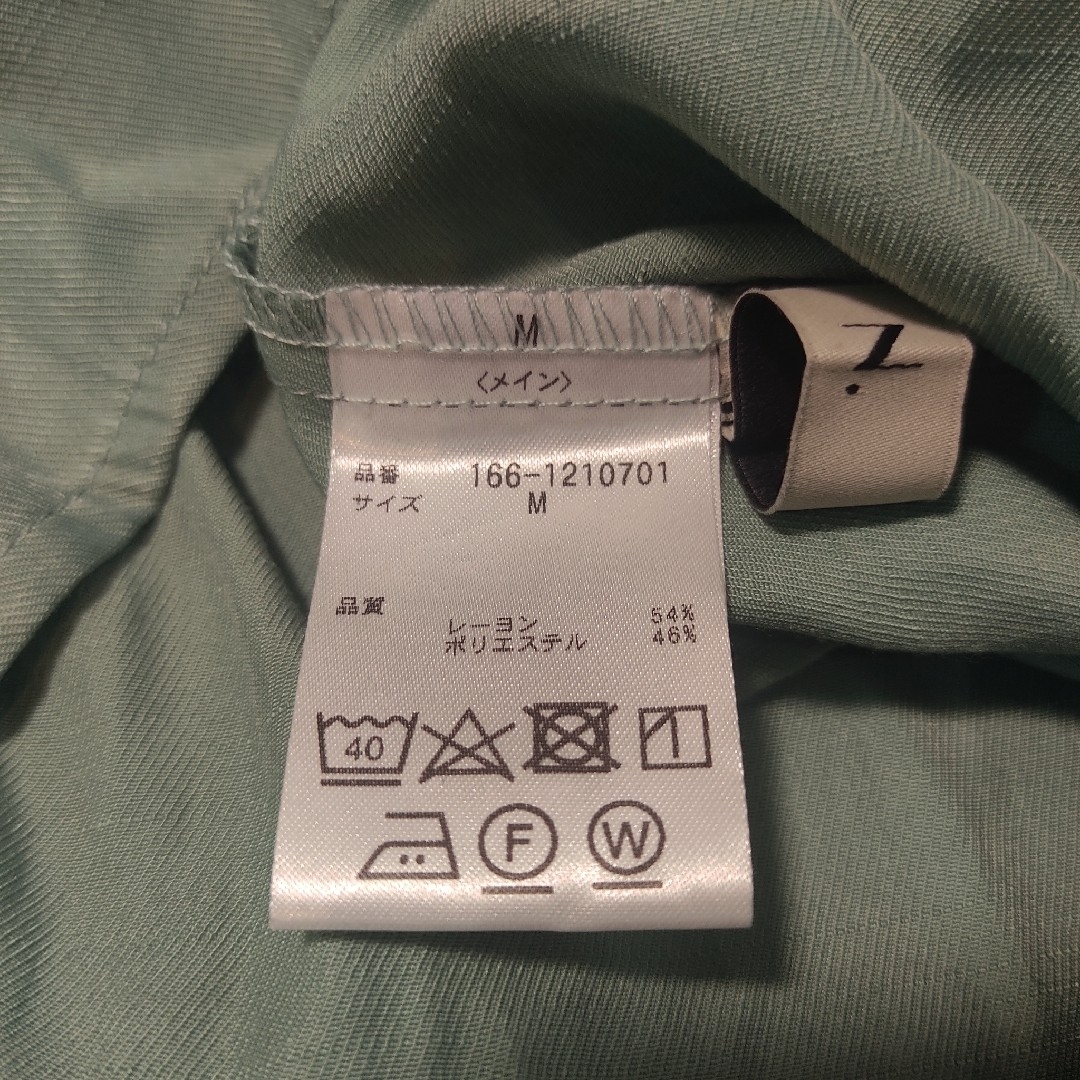 M
〈メイン〉
品番 166-1210701
サイズ M
品質
レーヨン 54%
ポリエステル 46%
40
F W